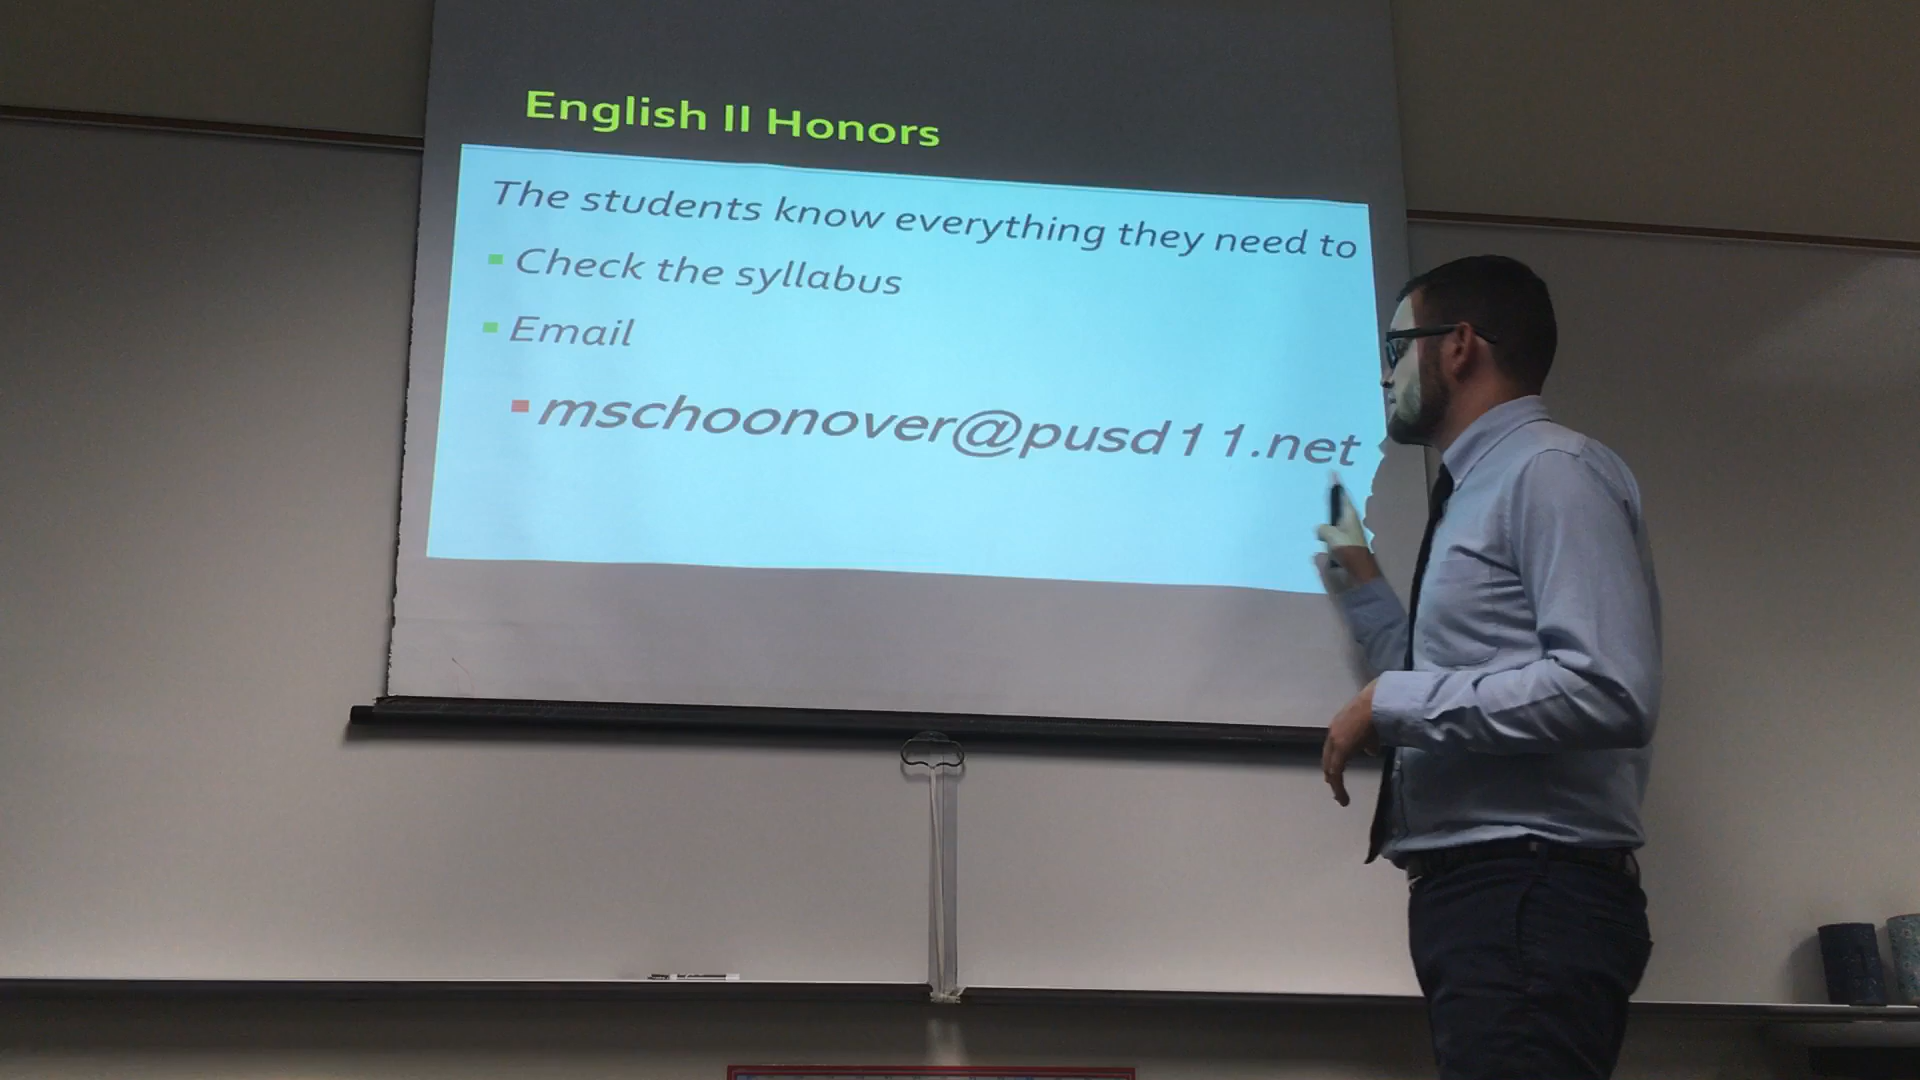 English II Honors
The students know everything they need to
Check the syllabus
Email
mschoonover@pusd11.net